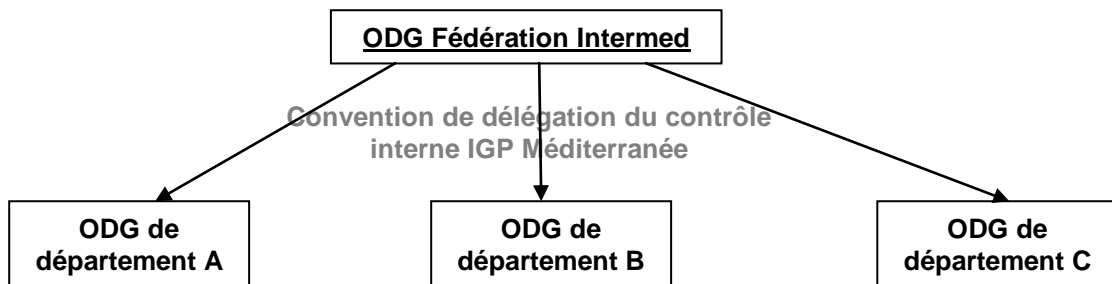 ODG Fédération Intermed
Convention de délégation du contrôle
interne IGP Méditerranée
ODG de
département A
ODG de
département B
ODG de
département C